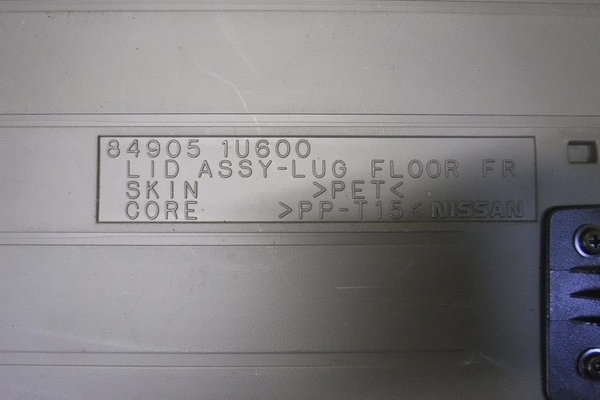 84905 1U600
LID ASSY-LUG FLOOR FR
SKIN >PET<
CORE >PP-T15< NISSAN